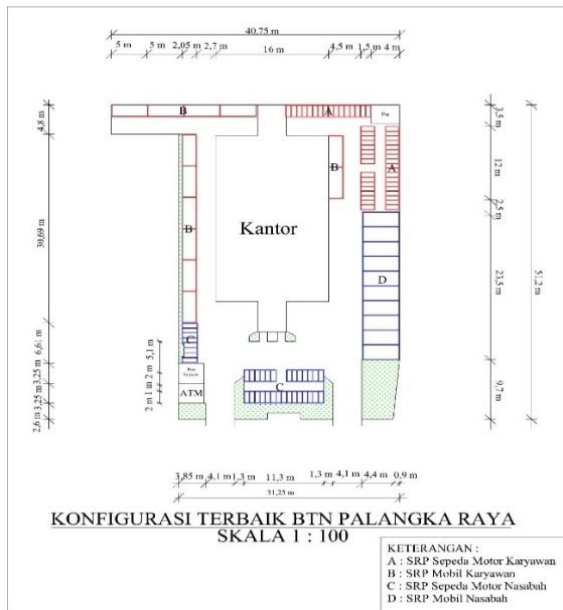 40,75 m
5 m 5 m 2,05 m 2,7 m 16 m 4,5 m 1,5 m 4 m
B A
4,8 m 3,5 m
B A
12 m
Kantor
2,5 m
30,69 m B D 23,5 m 51,2 m
C
6,61 m 5,1 m
3,25 m 2 m
C
ATM
3,25 m 1 m 9,7 m
2,6 m 2 m
3,85 m 4,1 m 1,3 m 11,3 m 1,3 m 4,1 m 4,4 m 0,9 m
31,25 m
KONFIGURASI TERBAIK BTN PALANGKA RAYA
SKALA 1 : 100
KETERANGAN :
A : SRP Sepeda Motor Karyawan
B : SRP Mobil Karyawan
C : SRP Sepeda Motor Nasabah
D : SRP Mobil Nasabah